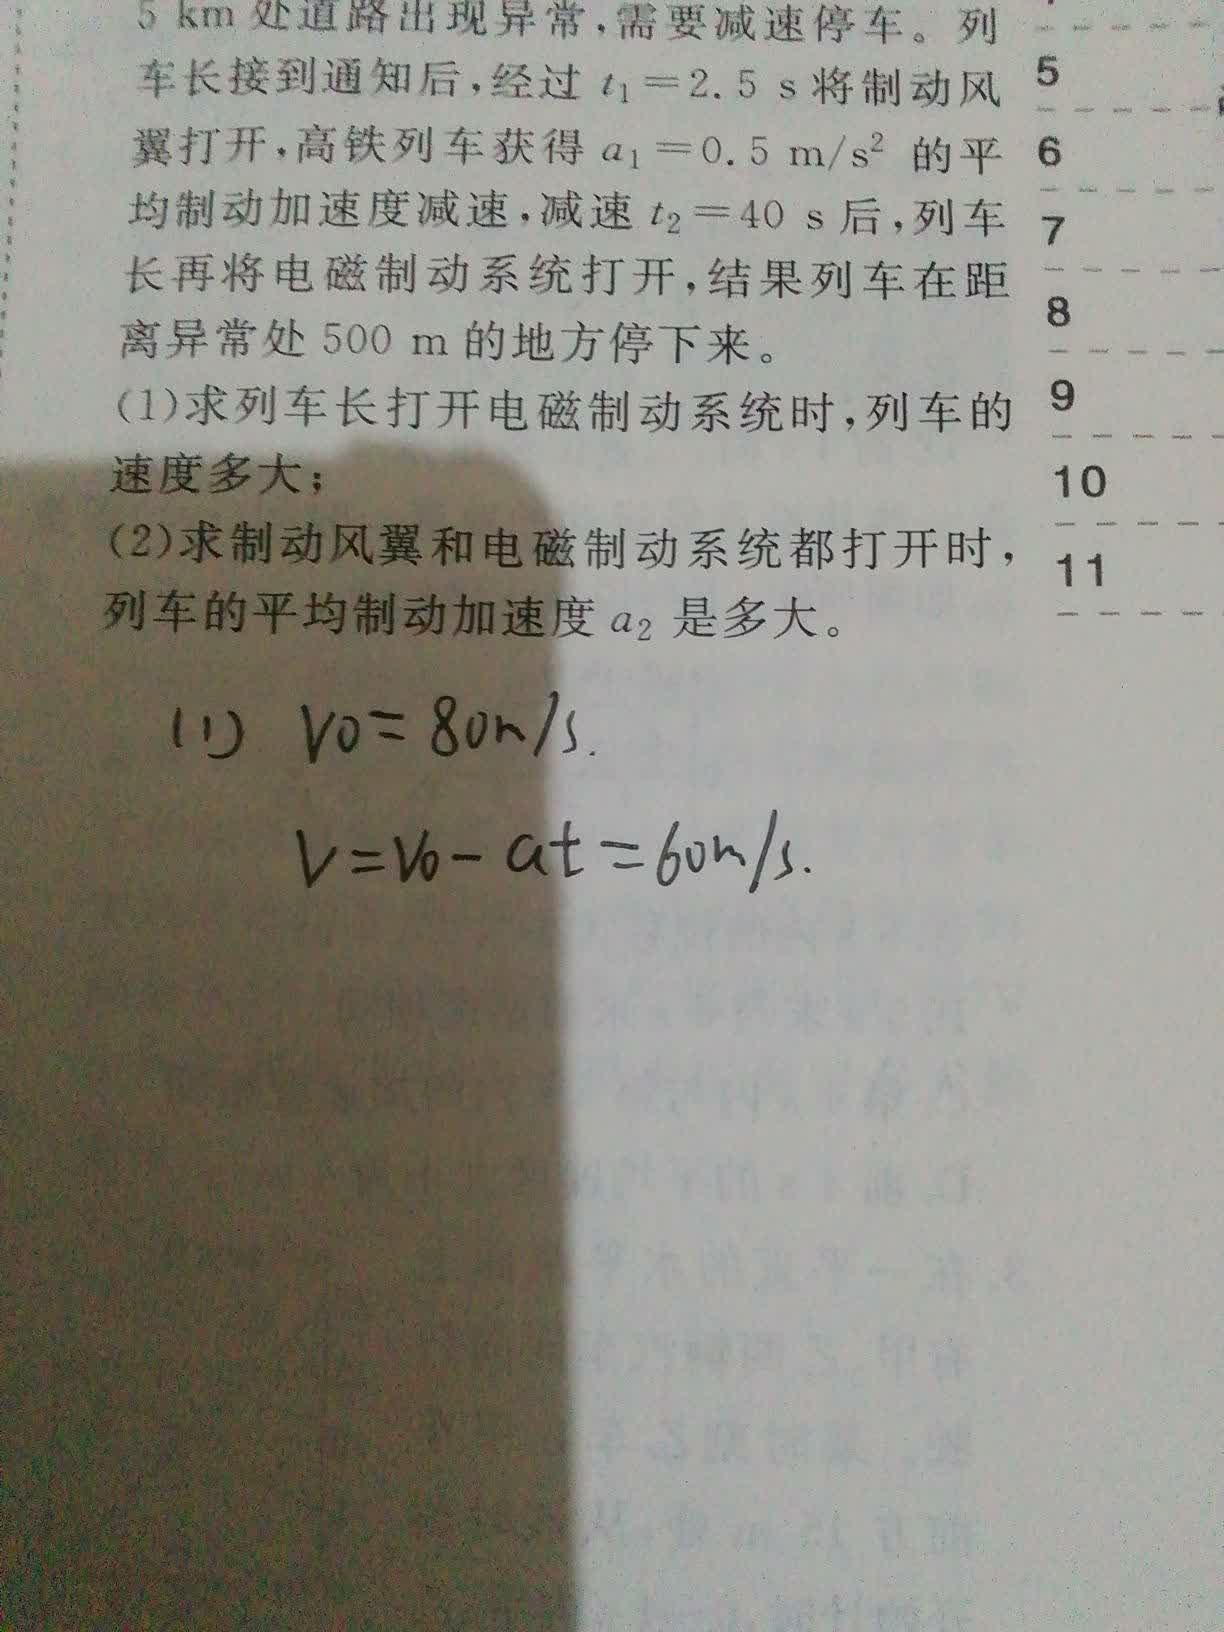 5 km 处道路出现异常,需要减速停车。列
车长接到通知后,经过 t₁=2.5 s 将制动风
翼打开,高铁列车获得 a₁=0.5 m/s² 的平
均制动加速度减速,减速 t₂=40 s 后,列车
长再将电磁制动系统打开,结果列车在距
离异常处 500 m 的地方停下来。
(1)求列车长打开电磁制动系统时,列车的
速度多大;
(2)求制动风翼和电磁制动系统都打开时,
列车的平均制动加速度 a₂ 是多大。
(1) v0=80m/s.
V=V0-at=60m/s.
5
6
7
8
9
10
11